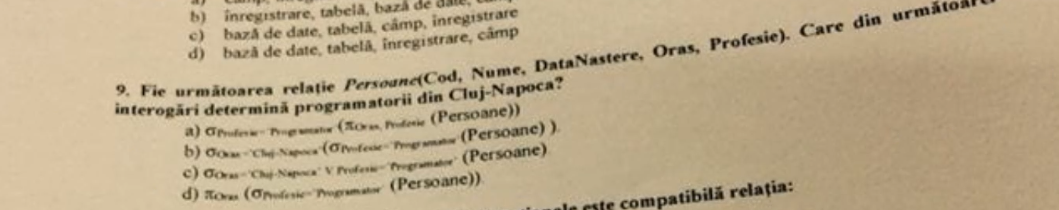 b) înregistrare, tabelă, bază de date,
c) bază de date, tabelă, câmp, înregistrare
d) bază de date, tabelă, înregistrare, câmp
9. Fie următoarea relație Persoane(Cod, Nume, DataNastere, Oras, Profesie). Care din
interogări determină programatorii din Cluj-Napoca?
a) σProfesie='Programator' (πOras, Profesie (Persoane))
b) σOras='Cluj-Napoca' (σProfesie='Programator' (Persoane) )
c) σOras='Cluj-Napoca' V Profesie='Programator' (Persoane)
d) πOras (σProfesie='Programator' (Persoane))
este compatibilă relația: